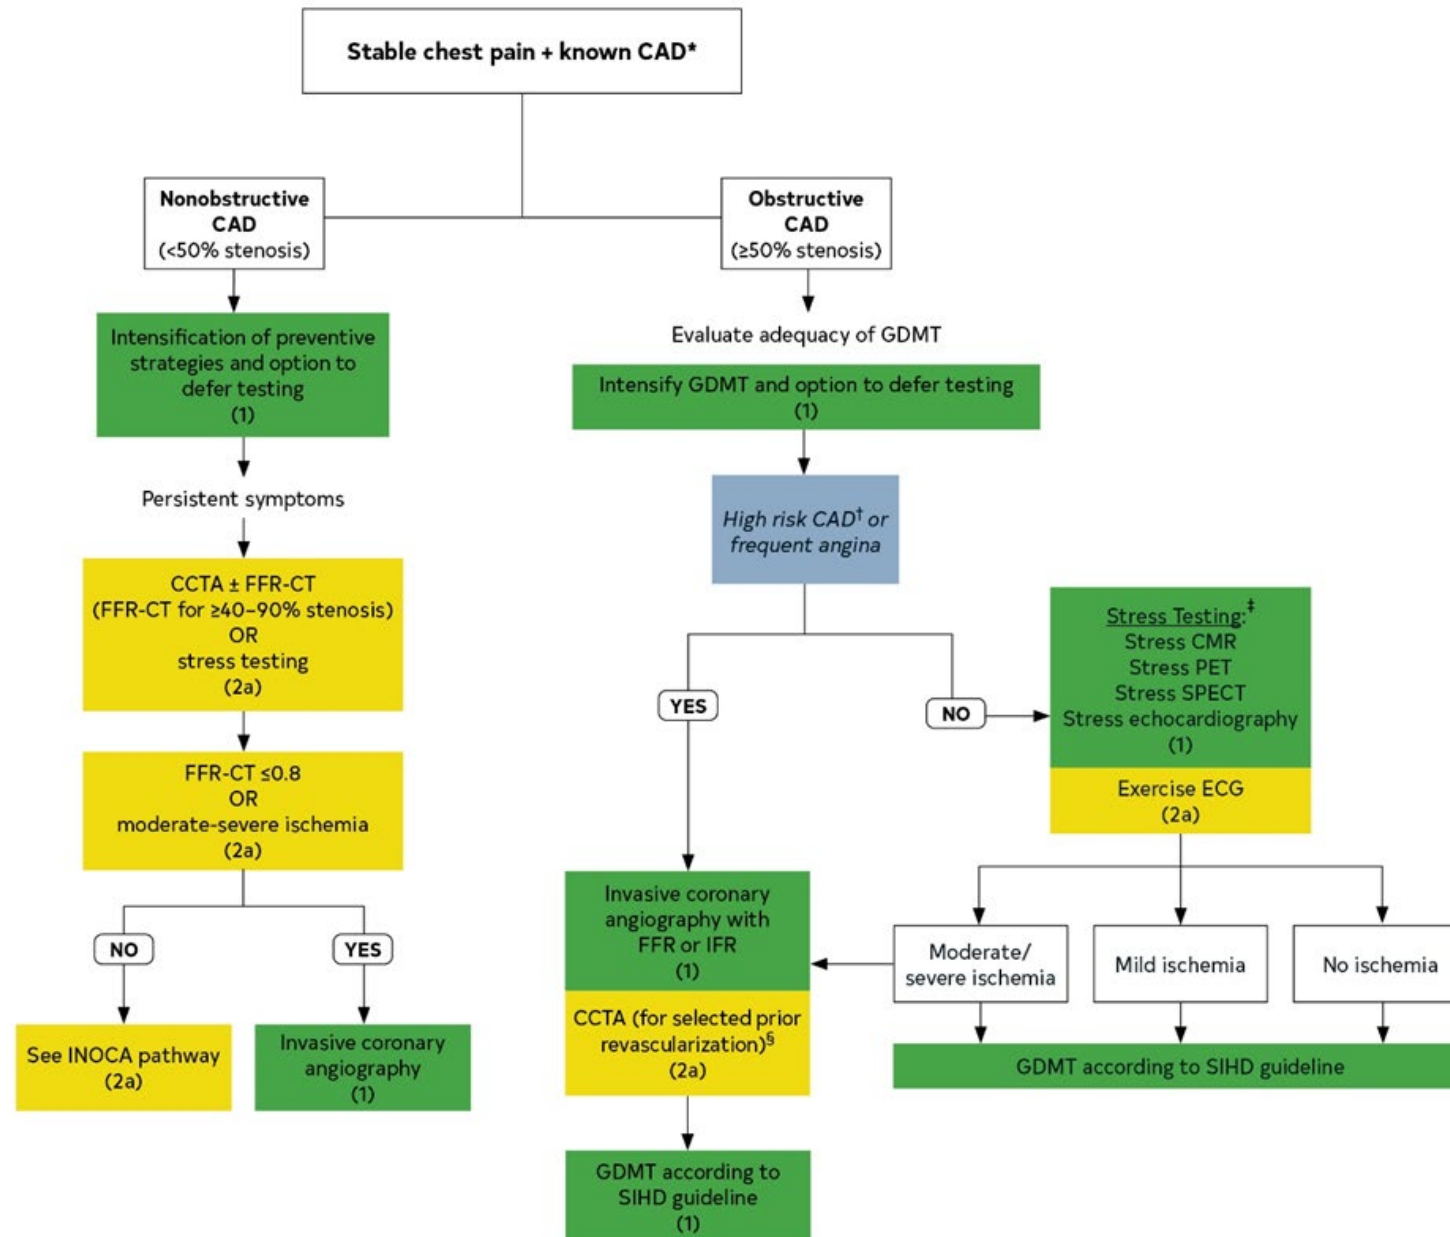 Stable chest pain + known CAD*
Nonobstructive
CAD
(<50% stenosis)
Obstructive
CAD
(≥50% stenosis)
Intensification of preventive
strategies and option to
defer testing
(1)
Evaluate adequacy of GDMT
Intensify GDMT and option to defer testing
(1)
Persistent symptoms
High risk CAD† or
frequent angina
CCTA ± FFR-CT
(FFR-CT for ≥40–90% stenosis)
OR
stress testing
(2a)
Stress Testing:‡
Stress CMR
Stress PET
Stress SPECT
Stress echocardiography
(1)
Exercise ECG
(2a)
YES
NO
FFR-CT ≤0.8
OR
moderate-severe ischemia
(2a)
NO
YES
Invasive coronary
angiography with
FFR or IFR
(1)
CCTA (for selected prior
revascularization)§
(2a)
Moderate/
severe ischemia
Mild ischemia
No ischemia
See INOCA pathway
(2a)
Invasive coronary
angiography
(1)
GDMT according to SIHD guideline
GDMT according to
SIHD guideline
(1)